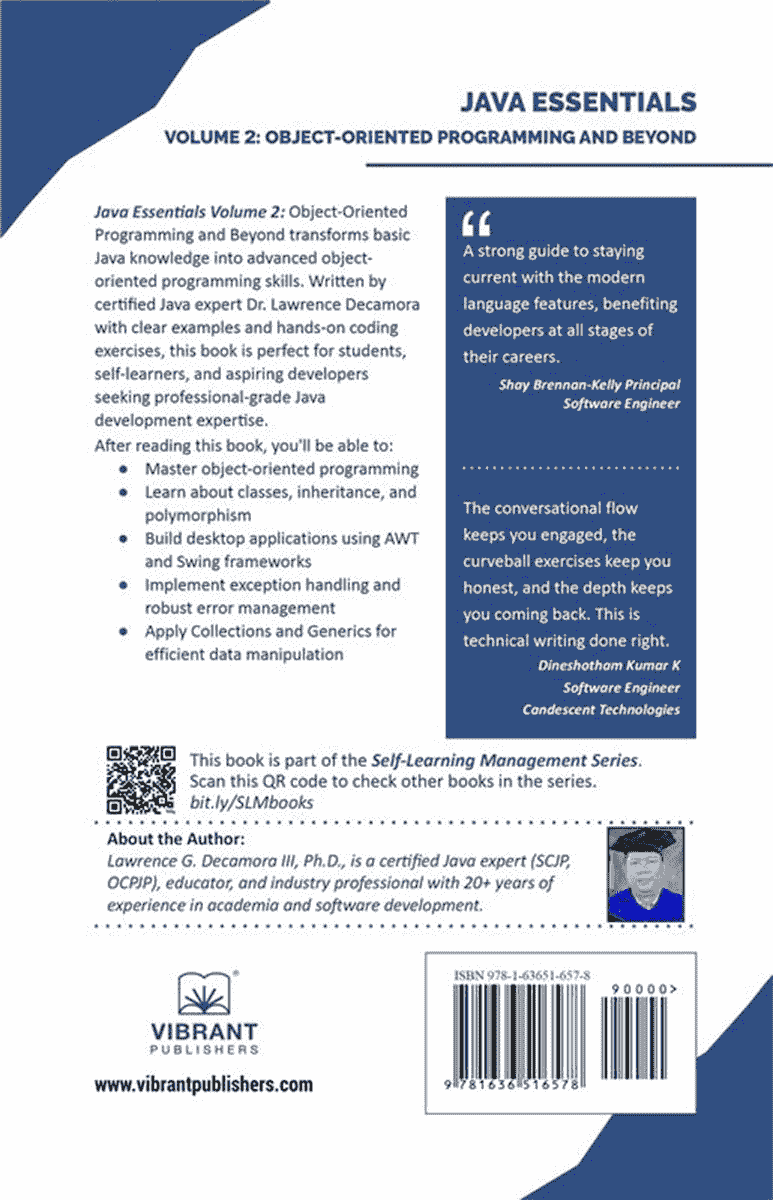 JAVA ESSENTIALS
VOLUME 2: OBJECT-ORIENTED PROGRAMMING AND BEYOND
Java Essentials Volume 2: Object-Oriented
Programming and Beyond transforms basic
Java knowledge into advanced object-
oriented programming skills. Written by
certified Java expert Dr. Lawrence Decamora
with clear examples and hands-on coding
exercises, this book is perfect for students,
self-learners, and aspiring developers
seeking professional-grade Java
development expertise.
After reading this book, you'll be able to:
● Master object-oriented programming
● Learn about classes, inheritance, and
polymorphism
● Build desktop applications using AWT
and Swing frameworks
● Implement exception handling and
robust error management
● Apply Collections and Generics for
efficient data manipulation
“
A strong guide to staying
current with the modern
language features, benefiting
developers at all stages of
their careers.
Shay Brennan-Kelly Principal
Software Engineer
The conversational flow
keeps you engaged, the
curveball exercises keep you
honest, and the depth keeps
you coming back. This is
technical writing done right.
Dineshotham Kumar K
Software Engineer
Candescent Technologies
This book is part of the Self-Learning Management Series.
Scan this QR code to check other books in the series.
bit.ly/SLMbooks
About the Author:
Lawrence G. Decamora III, Ph.D., is a certified Java expert (SCJP,
OCPJP), educator, and industry professional with 20+ years of
experience in academia and software development.
VIBRANT
PUBLISHERS
®
www.vibrantpublishers.com
ISBN 978-1-63651-657-8
90000>
9 781636 516578